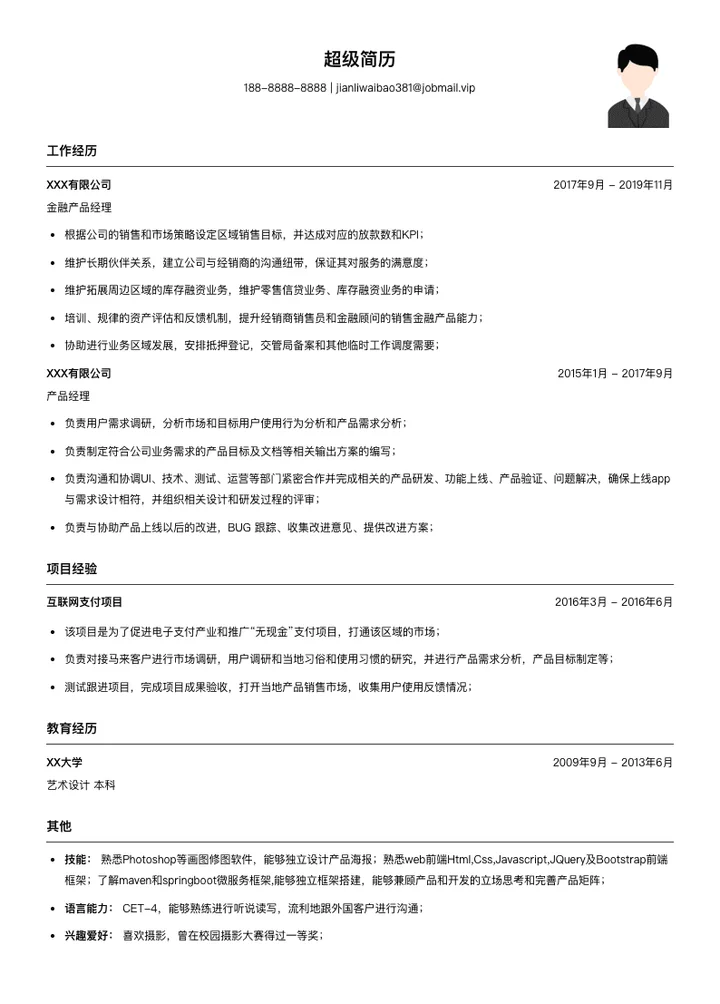 超级简历
188-8888-8888 | jianliwaibao381@jobmail.vip
工作经历
XXX有限公司 2017年9月 - 2019年11月
金融产品经理
• 根据公司的销售和市场策略设定区域销售目标，并达成对应的放款数和KPI；
• 维护长期伙伴关系，建立公司与经销商的沟通纽带，保证其对服务的满意度；
• 维护拓展周边区域的库存融资业务，维护零售信贷业务、库存融资业务的申请；
• 培训、规律的资产评估和反馈机制，提升经销商销售员和金融顾问的销售金融产品能力；
• 协助进行业务区域发展，安排抵押登记，交管局备案和其他临时工作调度需要；
XXX有限公司 2015年1月 - 2017年9月
产品经理
• 负责用户需求调研，分析市场和目标用户使用行为分析和产品需求分析；
• 负责制定符合公司业务需求的产品目标及文档等相关输出方案的编写；
• 负责沟通和协调UI、技术、测试、运营等部门紧密合作并完成相关的产品研发、功能上线、产品验证、问题解决，确保上线app
与需求设计相符，并组织相关设计和研发过程的评审；
• 负责与协助产品上线以后的改进，BUG 跟踪、收集改进意见、提供改进方案；
项目经验
互联网支付项目 2016年3月 - 2016年6月
• 该项目是为了促进电子支付产业和推广“无现金”支付项目，打通该区域的市场；
• 负责对接马来客户进行市场调研，用户调研和当地习俗和使用习惯的研究，并进行产品需求分析，产品目标制定等；
• 测试跟进项目，完成项目成果验收，打开当地产品销售市场，收集用户使用反馈情况；
教育经历
XX大学 2009年9月 - 2013年6月
艺术设计 本科
其他
• 技能： 熟悉Photoshop等画图修图软件，能够独立设计产品海报；熟悉web前端Html,Css,Javascript,JQuery及Bootstrap前端
框架；了解maven和springboot微服务框架,能够独立框架搭建，能够兼顾产品和开发的立场思考和完善产品矩阵；
• 语言能力： CET-4，能够熟练进行听说读写，流利地跟外国客户进行沟通；
• 兴趣爱好： 喜欢摄影，曾在校园摄影大赛得过一等奖；